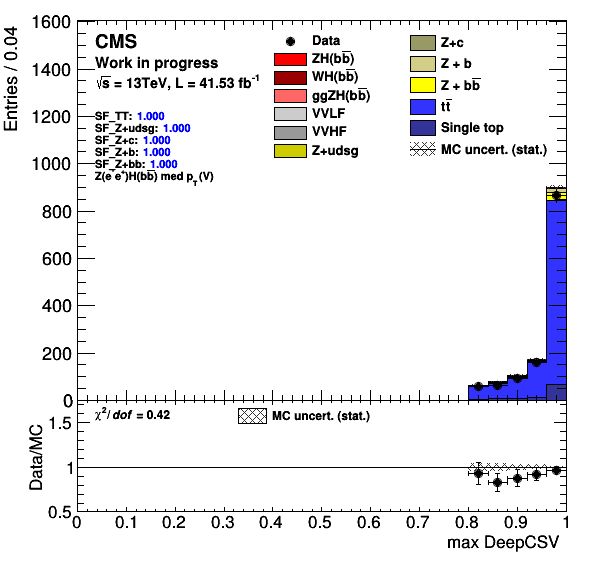 CMS
Work in progress
√s = 13TeV, L = 41.53 fb⁻¹
SF_TT: 1.000
SF_Z+udsg: 1.000
SF_Z+c: 1.000
SF_Z+b: 1.000
SF_Z+bb: 1.000
Z(e⁻e⁺)H(bb̅) med p_T(V)
Data
ZH(bb̅)
WH(bb̅)
ggZH(bb̅)
VVLF
VVHF
Z+udsg
Z+c
Z + b
Z + bb̅
tt̅
Single top
MC uncert. (stat.)
Entries / 0.04
1600
1400
1200
1000
800
600
400
200
0
χ²/dof = 0.42
MC uncert. (stat.)
Data/MC
1.5
1
0.5
0 0.1 0.2 0.3 0.4 0.5 0.6 0.7 0.8 0.9 1
max DeepCSV